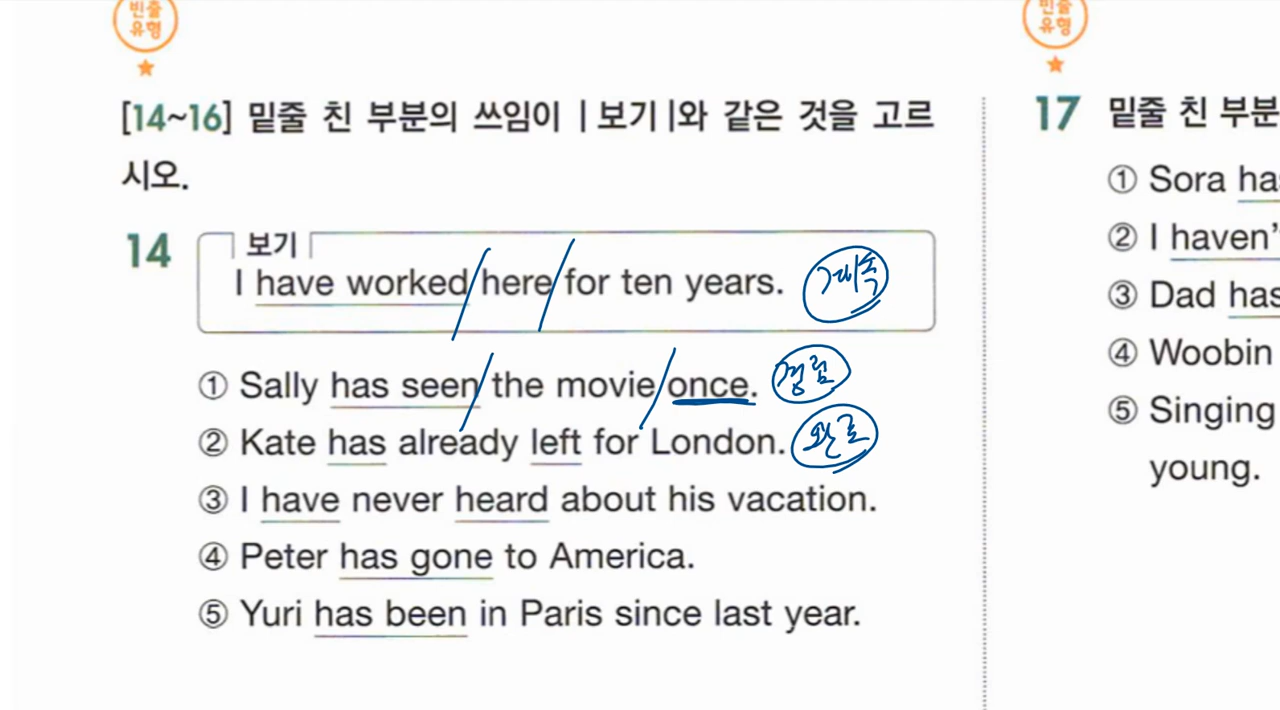 빈출
유형
[14~16] 밑줄 친 부분의 쓰임이 | 보기 |와 같은 것을 고르
시오.
14 보기
I have worked / here / for ten years. 계속
① Sally has seen / the movie / once. 경험
② Kate has already left for London. 완료
③ I have never heard about his vacation.
④ Peter has gone to America.
⑤ Yuri has been in Paris since last year.
빈출
유형
17 밑줄 친 부분
① Sora has
② I haven'
③ Dad has
④ Woobin
⑤ Singing
young.